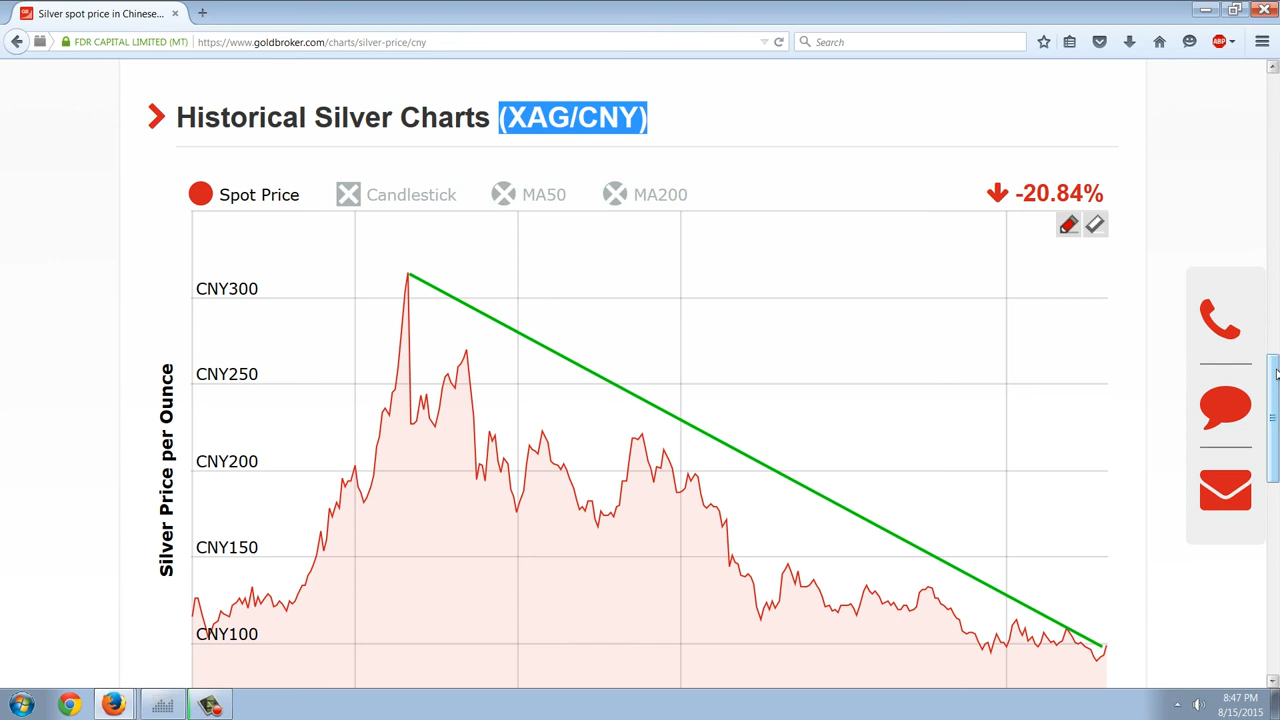 Silver spot price in Chinese...
FDR CAPITAL LIMITED (MT)
https://www.goldbroker.com/charts/silver-price/cny
Search
ABP
Historical Silver Charts (XAG/CNY)
Spot Price
Candlestick
MA50
MA200
-20.84%
CNY300
CNY250
CNY200
CNY150
CNY100
Silver Price per Ounce
8:47 PM
8/15/2015